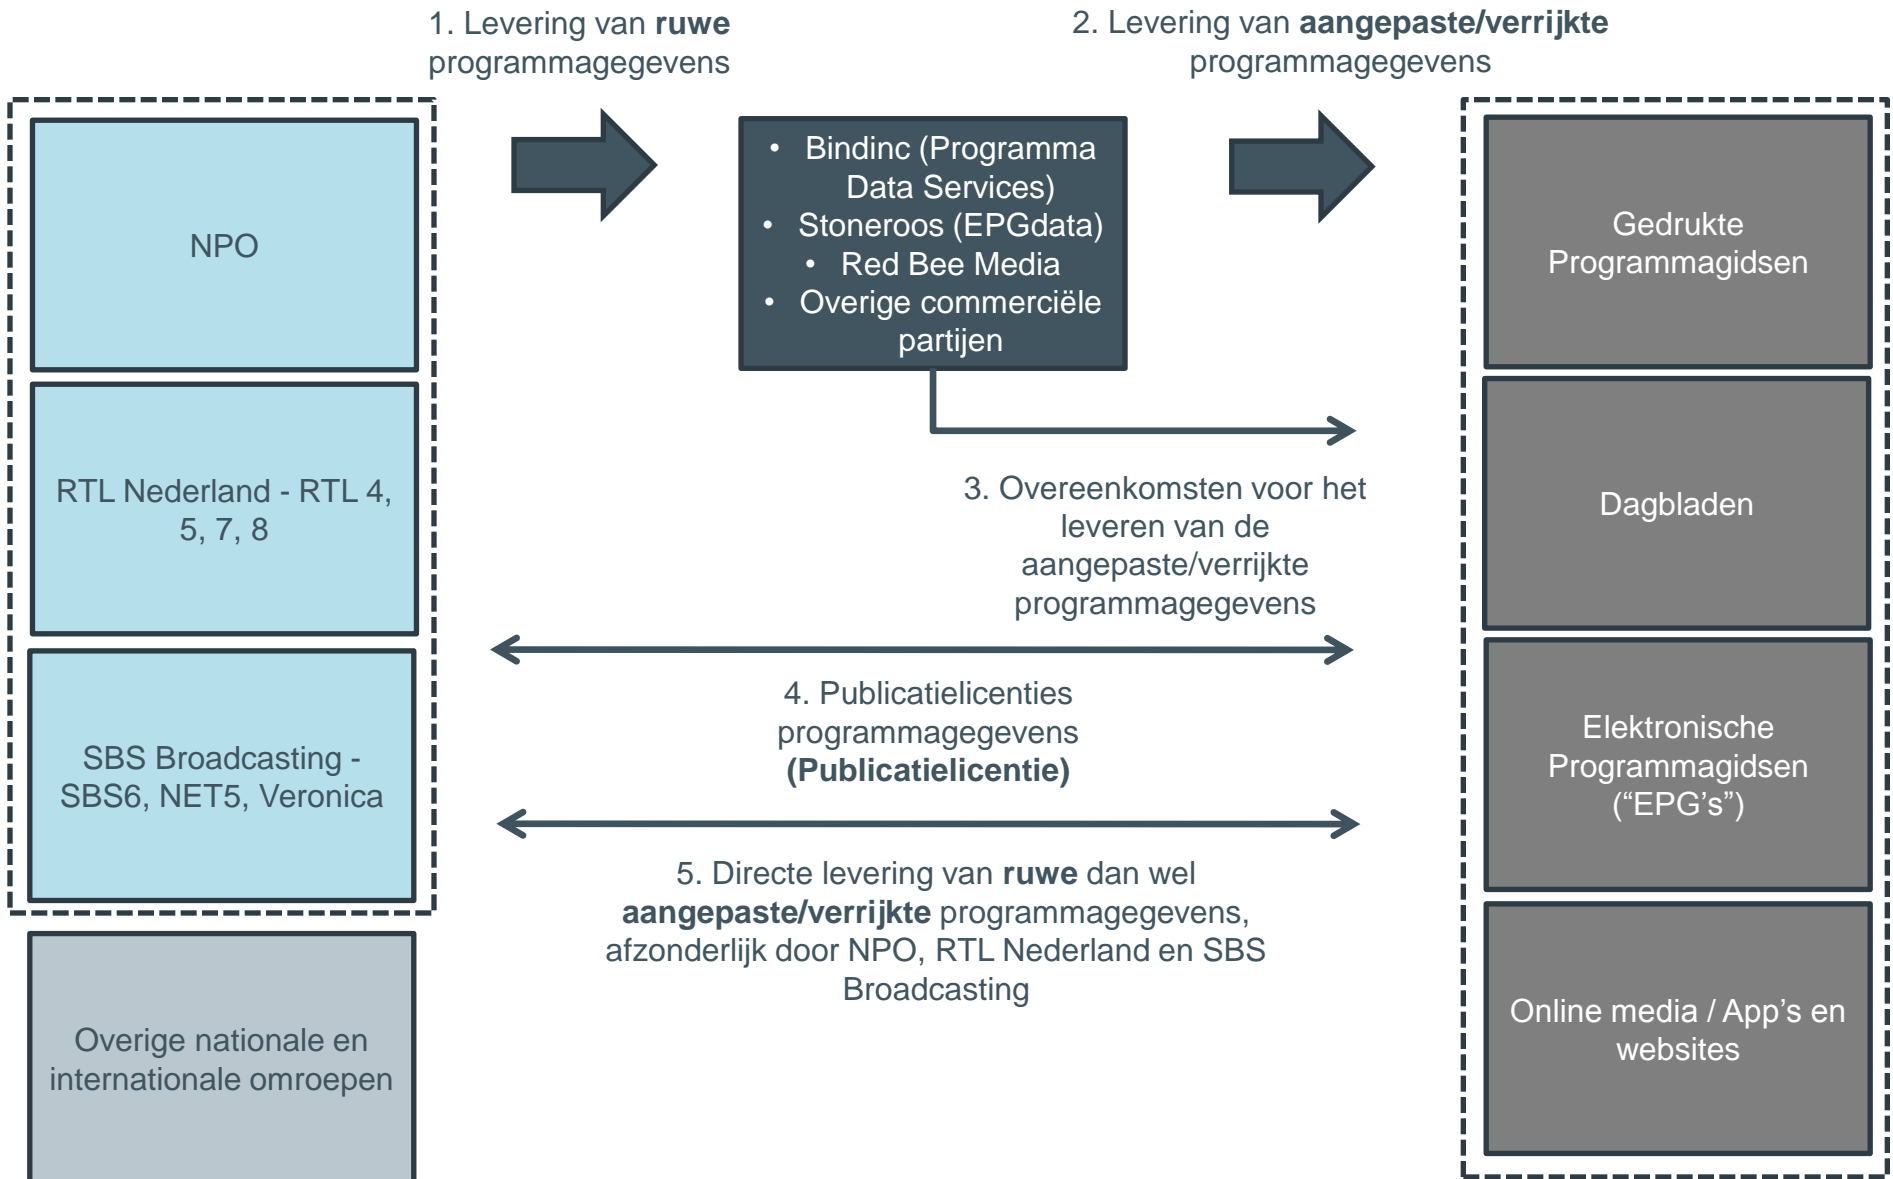 1. Levering van ruwe
programmagegevens
2. Levering van aangepaste/verrijkte
programmagegevens
NPO
RTL Nederland - RTL 4,
5, 7, 8
SBS Broadcasting -
SBS6, NET5, Veronica
Overige nationale en
internationale omroepen
• Bindinc (Programma
Data Services)
• Stoneroos (EPGdata)
• Red Bee Media
• Overige commerciële
partijen
3. Overeenkomsten voor het
leveren van de
aangepaste/verrijkte
programmagegevens
4. Publicatielicenties
programmagegevens
(Publicatielicentie)
5. Directe levering van ruwe dan wel
aangepaste/verrijkte programmagegevens,
afzonderlijk door NPO, RTL Nederland en SBS
Broadcasting
Gedrukte
Programmagidsen
Dagbladen
Elektronische
Programmagidsen
(“EPG’s”)
Online media / App’s en
websites